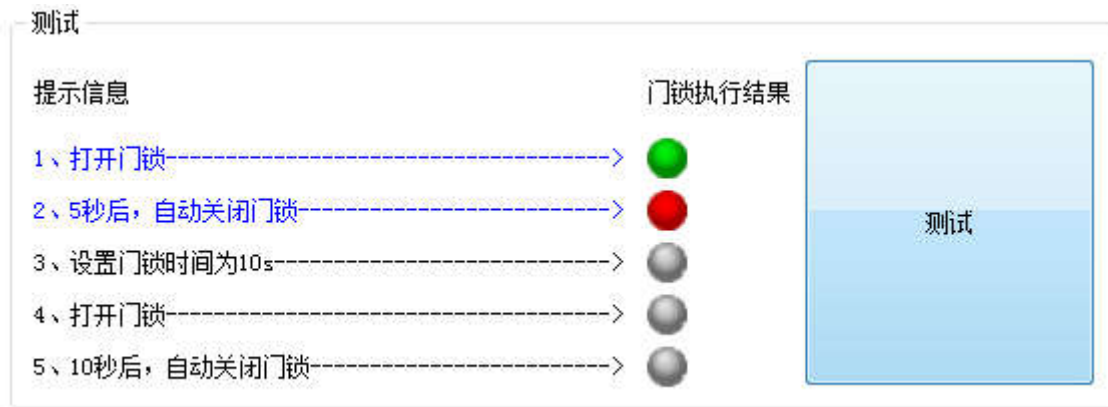 测试
提示信息 门锁执行结果
1、打开门锁------------------------------------->
2、5秒后，自动关闭门锁-------------------------->
3、设置门锁时间为10s---------------------------->
测试
4、打开门锁------------------------------------->
5、10秒后，自动关闭门锁------------------------->